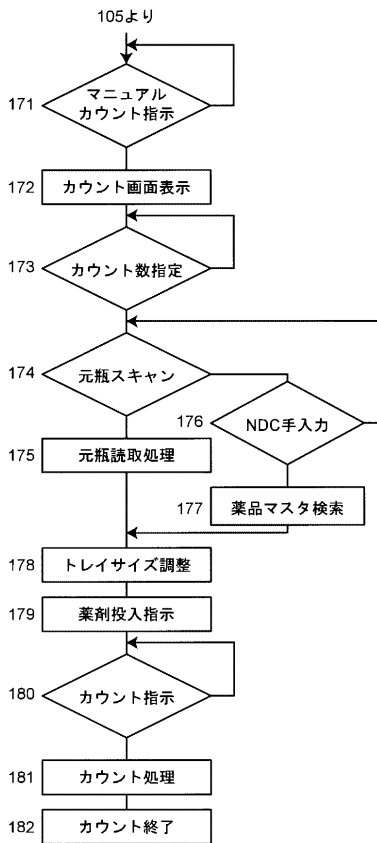 105より
171
マニュアル
カウント指示
172
カウント画面表示
173
カウント数指定
174
元瓶スキャン
176
NDC手入力
175
元瓶読取処理
177
薬品マスタ検索
178
トレイサイズ調整
179
薬剤投入指示
180
カウント指示
181
カウント処理
182
カウント終了